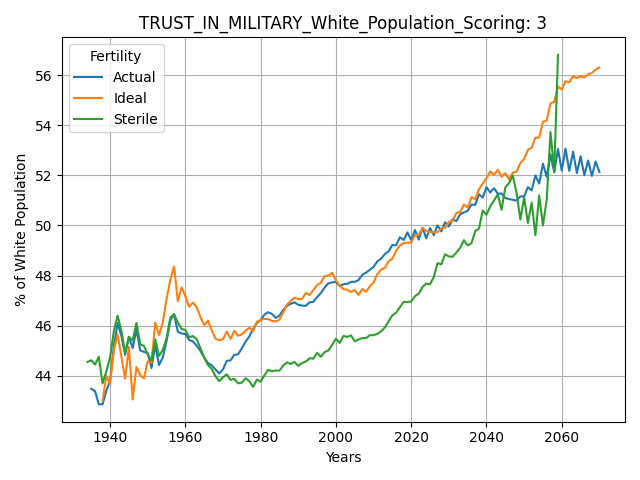 TRUST_IN_MILITARY_White_Population_Scoring: 3
Fertility
Actual
Ideal
Sterile
% of White Population
56
54
52
50
48
46
44
1940 1960 1980 2000 2020 2040 2060
Years